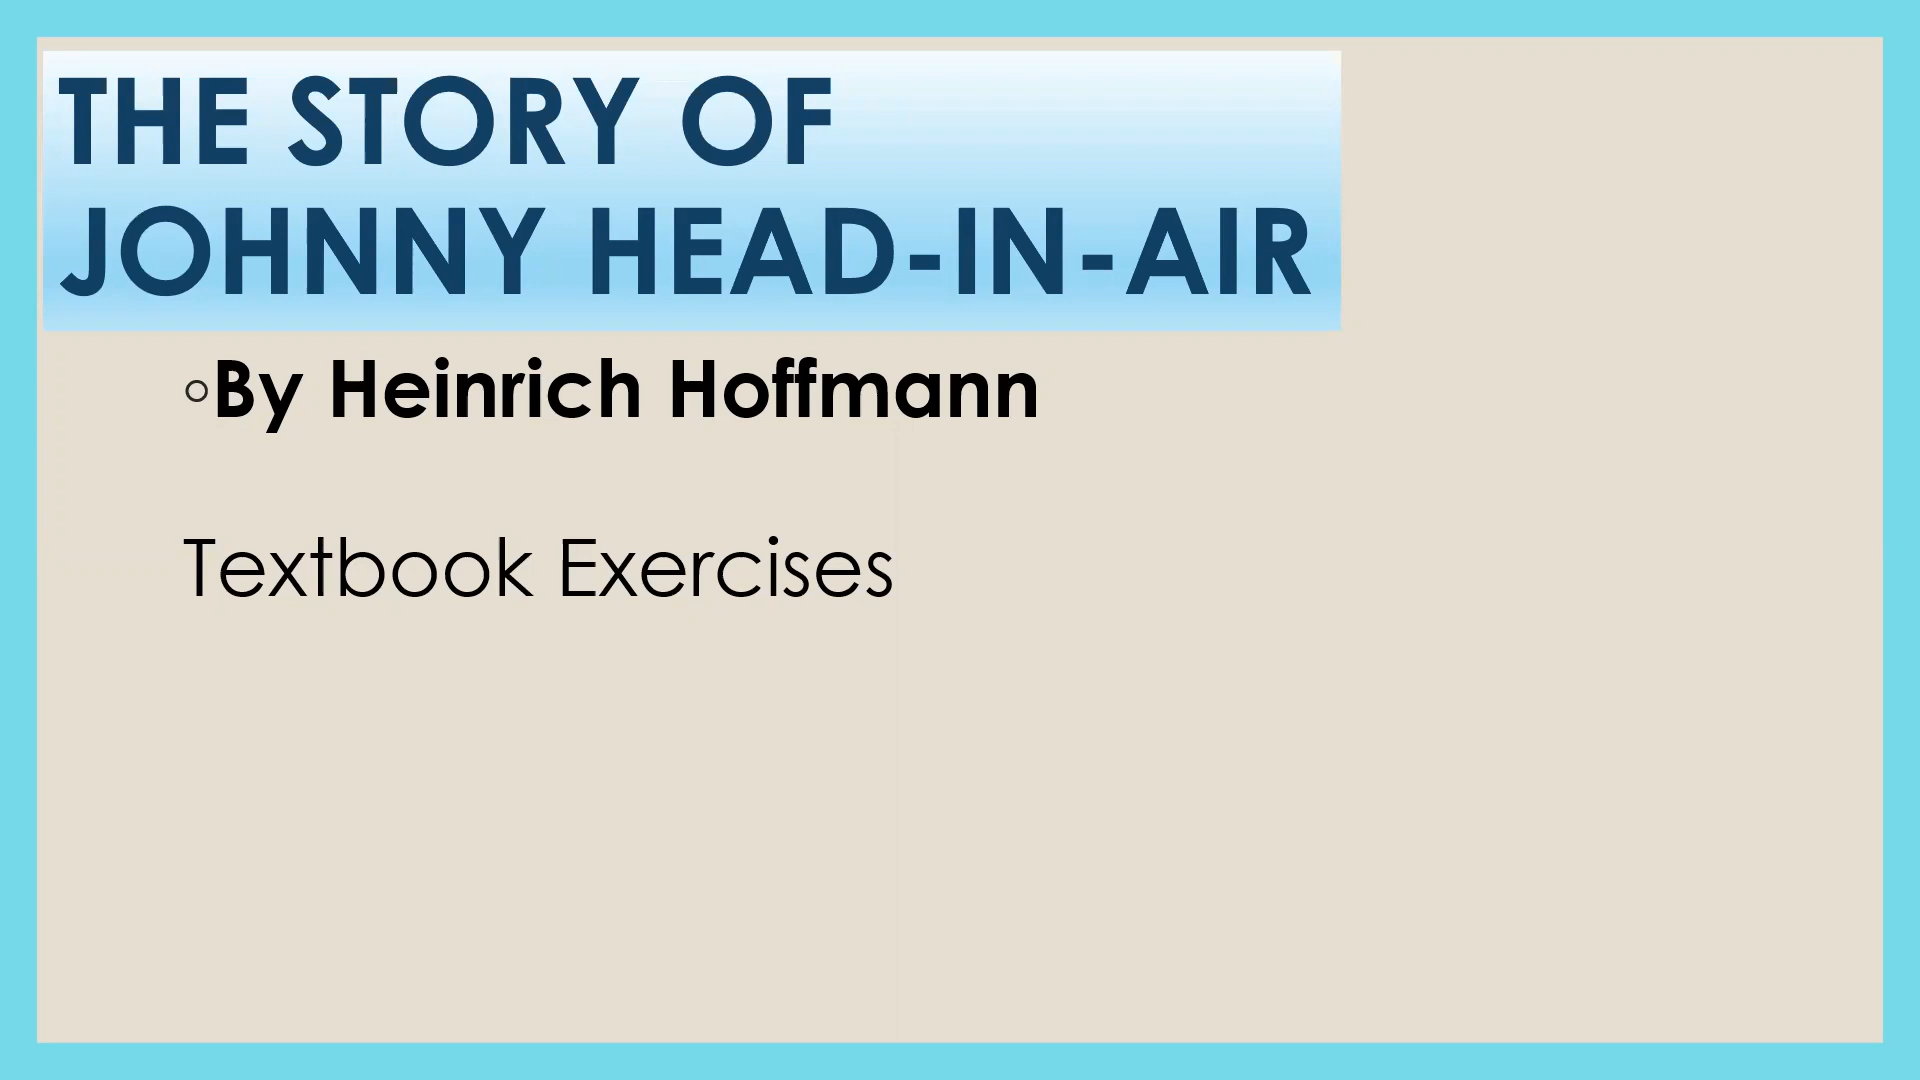 THE STORY OF
JOHNNY HEAD-IN-AIR
◦By Heinrich Hoffmann
Textbook Exercises